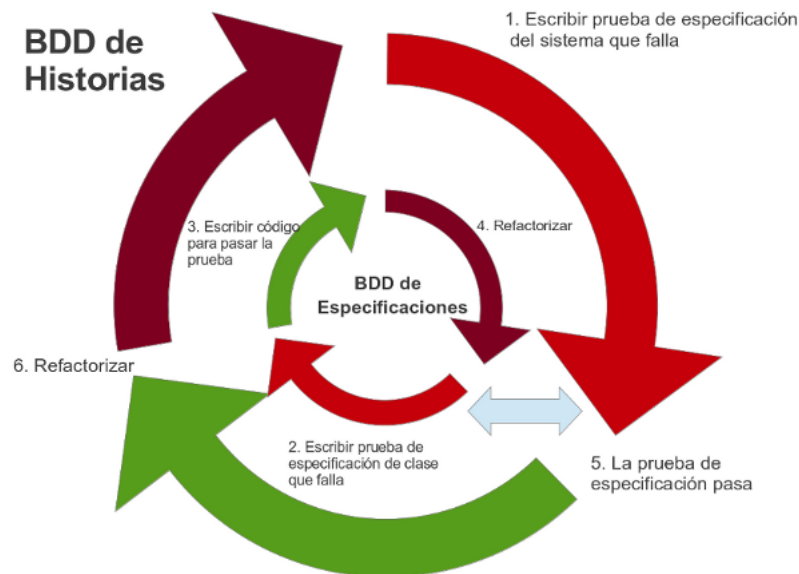 BDD de
Historias
1. Escribir prueba de especificación
del sistema que falla
3. Escribir código
para pasar la
prueba
4. Refactorizar
BDD de
Especificaciones
6. Refactorizar
2. Escribir prueba de
especificación de clase
que falla
5. La prueba de
especificación pasa